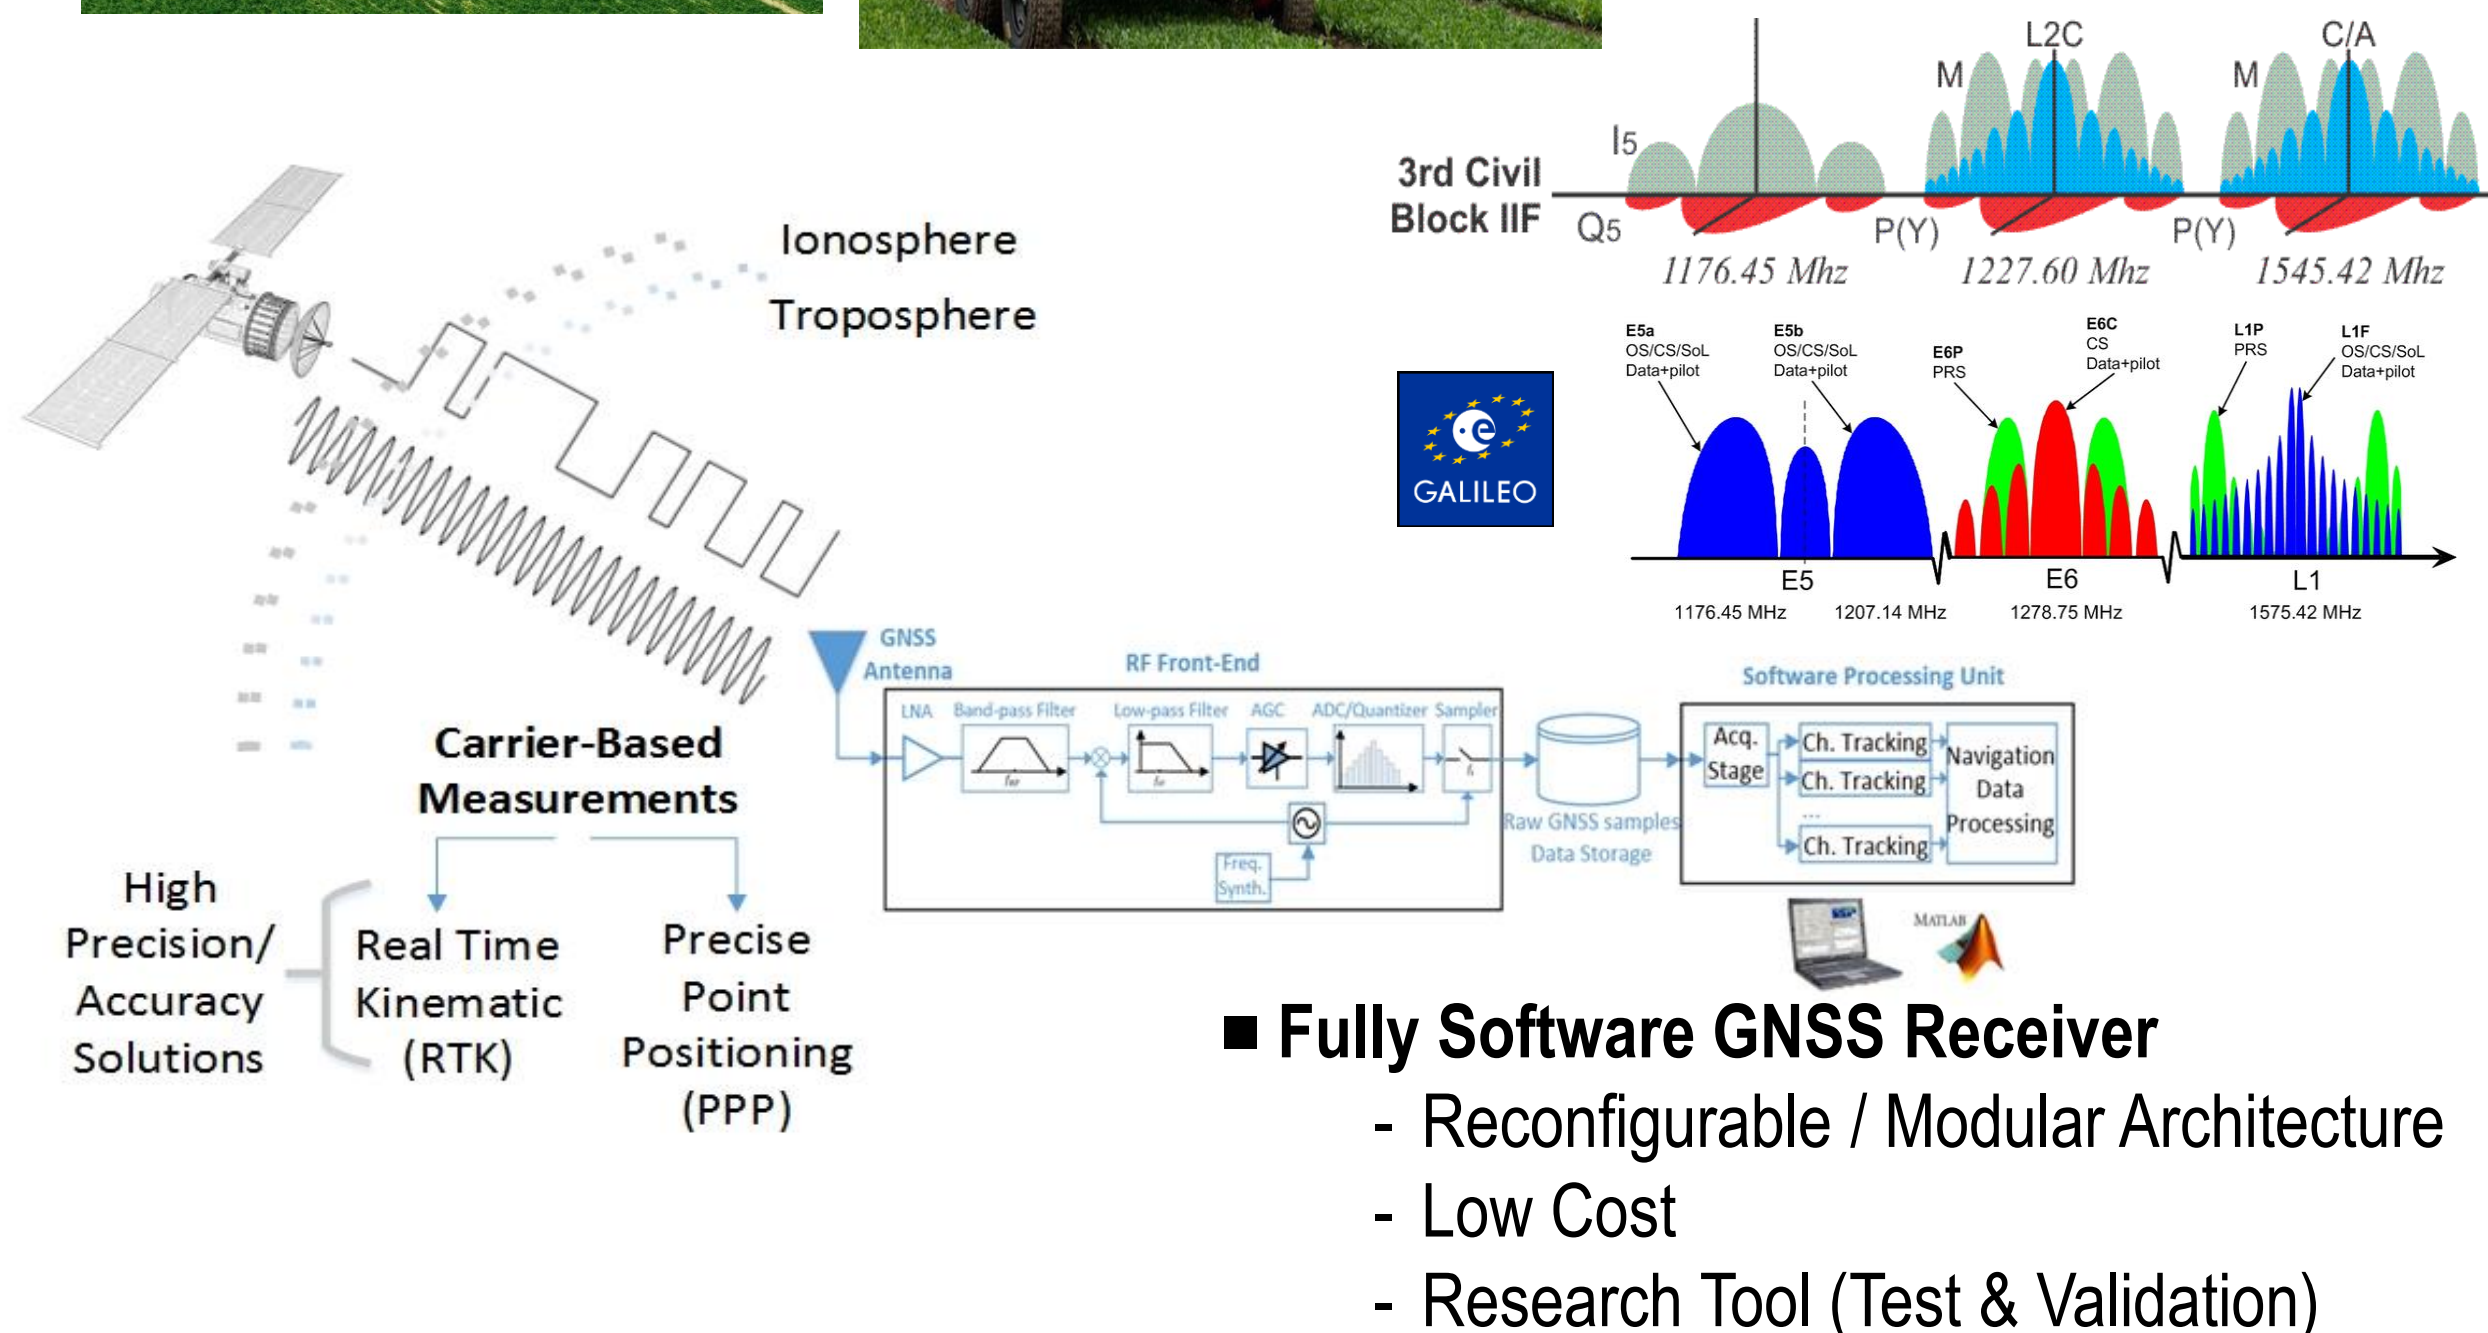 L2C
C/A
M
M
I5
3rd Civil
Block IIF
Q5
P(Y)
P(Y)
1176.45 Mhz
1227.60 Mhz
1545.42 Mhz
Ionosphere
Troposphere
E5a
OS/CS/SoL
Data+pilot
E5b
OS/CS/SoL
Data+pilot
E6P
PRS
E6C
CS
Data+pilot
L1P
PRS
L1F
OS/CS/SoL
Data+pilot
GALILEO
E5
E6
L1
1176.45 MHz
1207.14 MHz
1278.75 MHz
1575.42 MHz
GNSS
Antenna
RF Front-End
Software Processing Unit
LNA
Band-pass Filter
Low-pass Filter
AGC
ADC/Quantizer
Sampler
Freq.
Synth.
Raw GNSS samples
Data Storage
Acq.
Stage
Ch. Tracking
Ch. Tracking
...
Ch. Tracking
Navigation
Data
Processing
MATLAB
Carrier-Based
Measurements
High
Precision/
Accuracy
Solutions
Real Time
Kinematic
(RTK)
Precise
Point
Positioning
(PPP)
■ Fully Software GNSS Receiver
- Reconfigurable / Modular Architecture
- Low Cost
- Research Tool (Test & Validation)